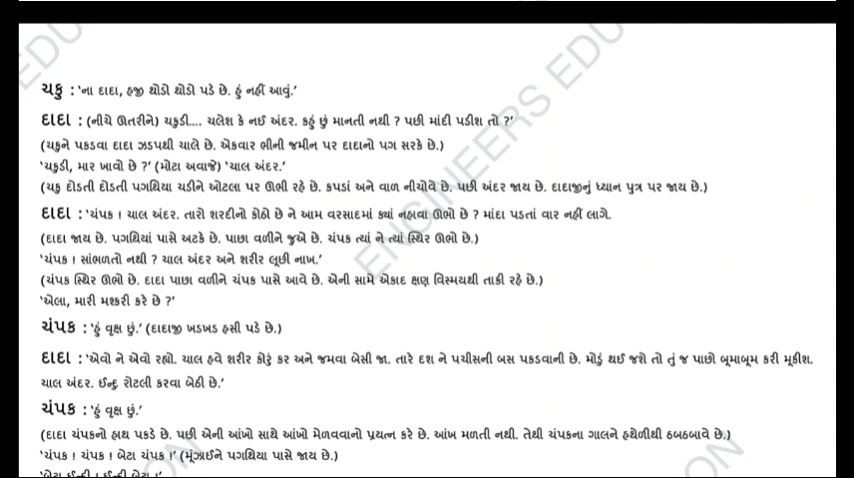 ચકુ : 'ના દાદા, હજી થોડો થોડો પડે છે. હું નહીં આવું.'
દાદા : (નીચે ઊતરીને) ચકુડી.... ચલેશ કે નઈ અંદર. કહું છું માનતી નથી ? પછી માંદી પડીશ તો ?'
(ચકુને પકડવા દાદા ઝડપથી ચાલે છે. એકવાર ભીની જમીન પર દાદાનો પગ સરકે છે.)
'ચકુડી, માર ખાવો છે ?' (મોટા અવાજે) 'ચાલ અંદર.'
(ચકુ દોડતી દોડતી પગથિયા ચડીને ઓટલા પર ઊભી રહે છે. કપડાં અને વાળ નીચોવે છે. પછી અંદર જાય છે. દાદાજીનું ધ્યાન પુત્ર પર જાય છે.)
દાદા : 'ચંપક ! ચાલ અંદર. તારો શરદીનો કોઠો છે ને આમ વરસાદમાં ક્યાં નહાવા ઊભો છે ? માંદા પડતાં વાર નહીં લાગે.
(દાદા જાય છે. પગથિયાં પાસે અટકે છે. પાછા વળીને જુએ છે. ચંપક ત્યાં ને ત્યાં સ્થિર ઊભો છે.)
'ચંપક ! સાંભળતો નથી ? ચાલ અંદર અને શરીર લૂછી નાખ.'
(ચંપક સ્થિર ઊભો છે. દાદા પાછા વળીને ચંપક પાસે આવે છે. એની સામે એકાદ ક્ષણ વિસ્મયથી તાકી રહે છે.)
'એલા, મારી મશ્કરી કરે છે ?'
ચંપક : 'હું વૃક્ષ છું.' (દાદાજી ખડખડ હસી પડે છે.)
દાદા : 'એવો ને એવો રહ્યો. ચાલ હવે શરીર કોરું કર અને જમવા બેસી જા. તારે દશ ને પચીસની બસ પકડવાની છે. મોડું થઈ જશે તો તું જ પાછો બૂમાબૂમ કરી મૂકીશ.
ચાલ અંદર. ઈન્દુ રોટલી કરવા બેઠી છે.'
ચંપક : 'હું વૃક્ષ છું.'
(દાદા ચંપકનો હાથ પકડે છે. પછી એની આંખો સાથે આંખો મેળવવાનો પ્રયત્ન કરે છે. આંખ મળતી નથી. તેથી ચંપકના ગાલને હથેળીથી ઠબઠબાવે છે.)
'ચંપક ! ચંપક ! બેટા ચંપક !' (મૂંઝાઈને પગથિયા પાસે જાય છે.)
ENGINEERS EDU
EDU
ON
ON